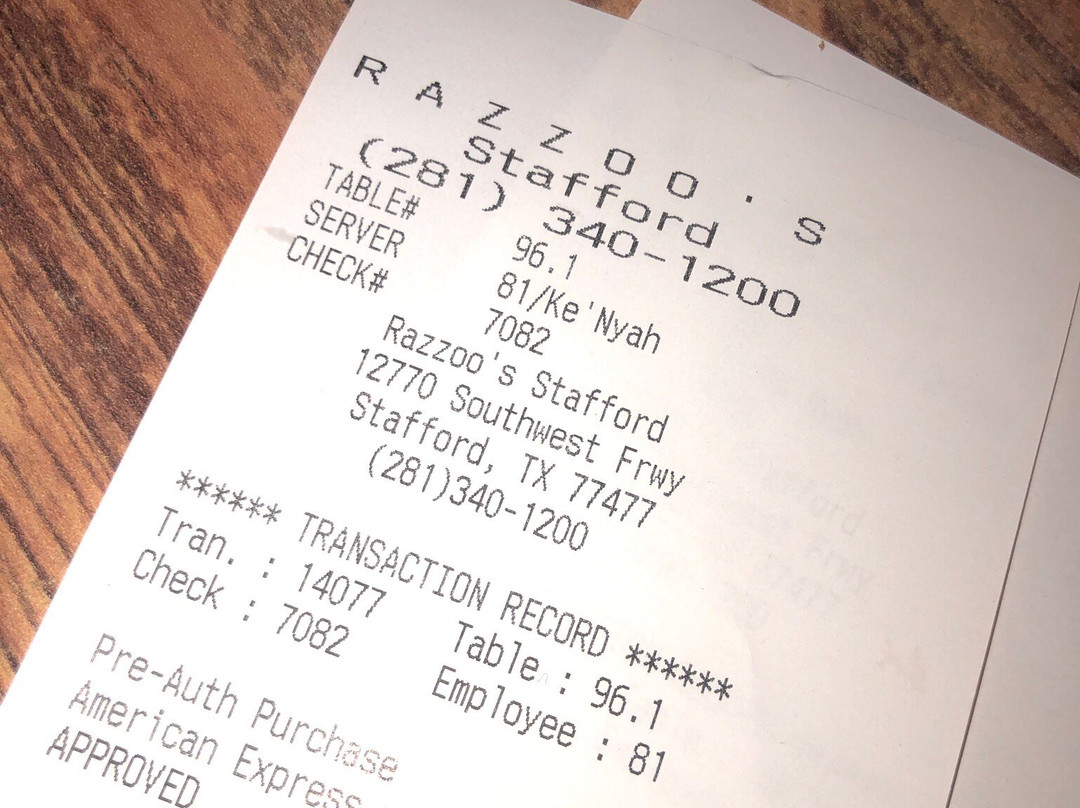 R A Z Z O O . S
Stafford
(281) 340-1200
TABLE# 96.1
SERVER 81/Ke'Nyah
CHECK# 7082
Razzoo's Stafford
12770 Southwest Frwy
Stafford, TX 77477
(281)340-1200
****** TRANSACTION RECORD ******
Tran. : 14077 Table : 96.1
Check : 7082 Employee : 81
Pre-Auth Purchase
American Express
APPROVED